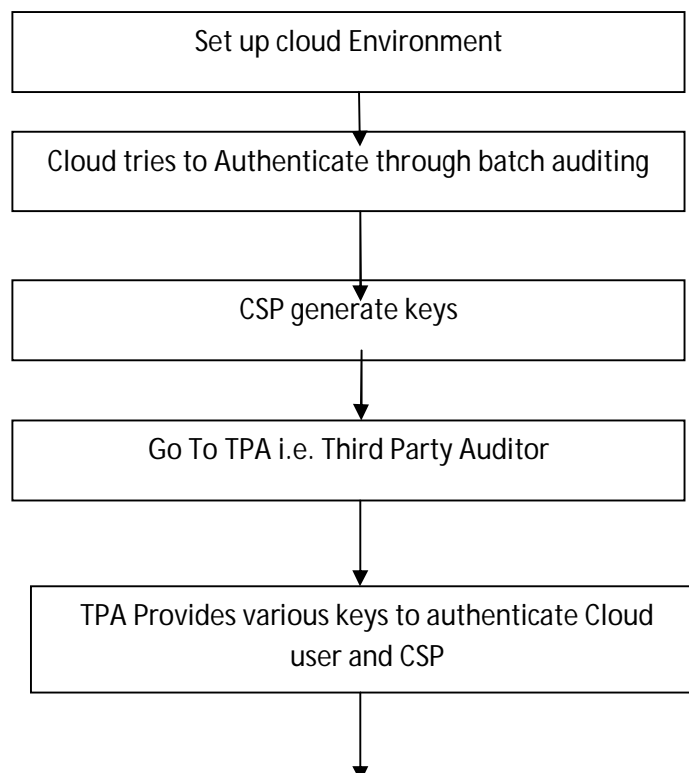 Set up cloud Environment
Cloud tries to Authenticate through batch auditing
CSP generate keys
Go To TPA i.e. Third Party Auditor
TPA Provides various keys to authenticate Cloud
user and CSP